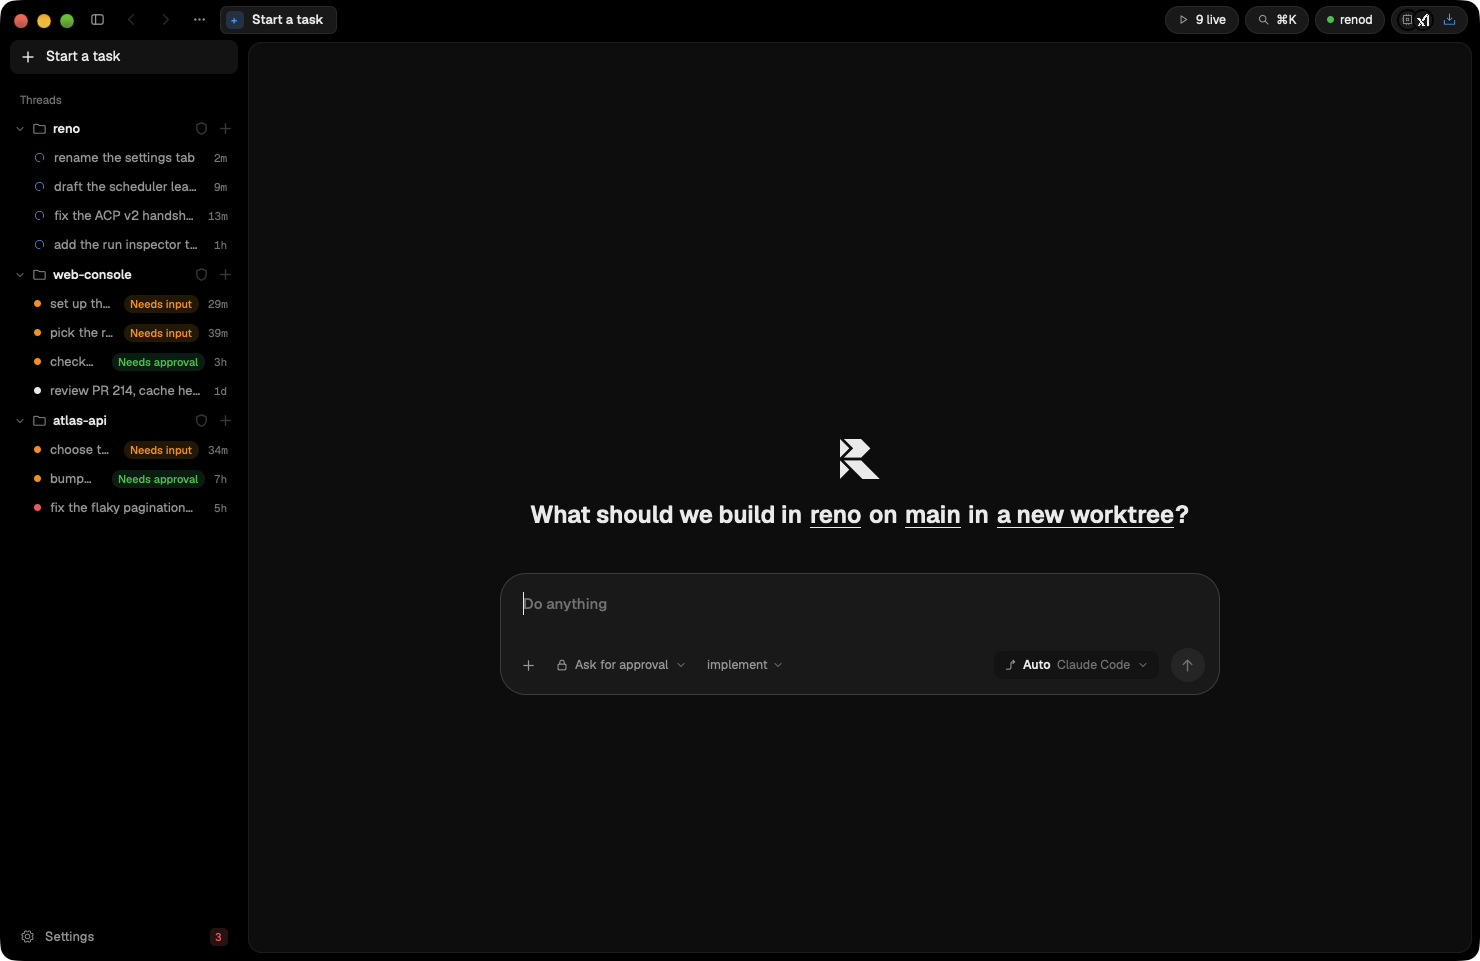 Start a task
9 live
⌘K
renod
Start a task
Threads
reno
rename the settings tab 2m
draft the scheduler lea... 9m
fix the ACP v2 handsh... 13m
add the run inspector t... 1h
web-console
set up th... Needs input 29m
pick the r... Needs input 39m
check... Needs approval 3h
review PR 214, cache he... 1d
atlas-api
choose t... Needs input 34m
bump... Needs approval 7h
fix the flaky pagination... 5h
What should we build in reno on main in a new worktree?
Do anything
Ask for approval
implement
Auto Claude Code
Settings 3